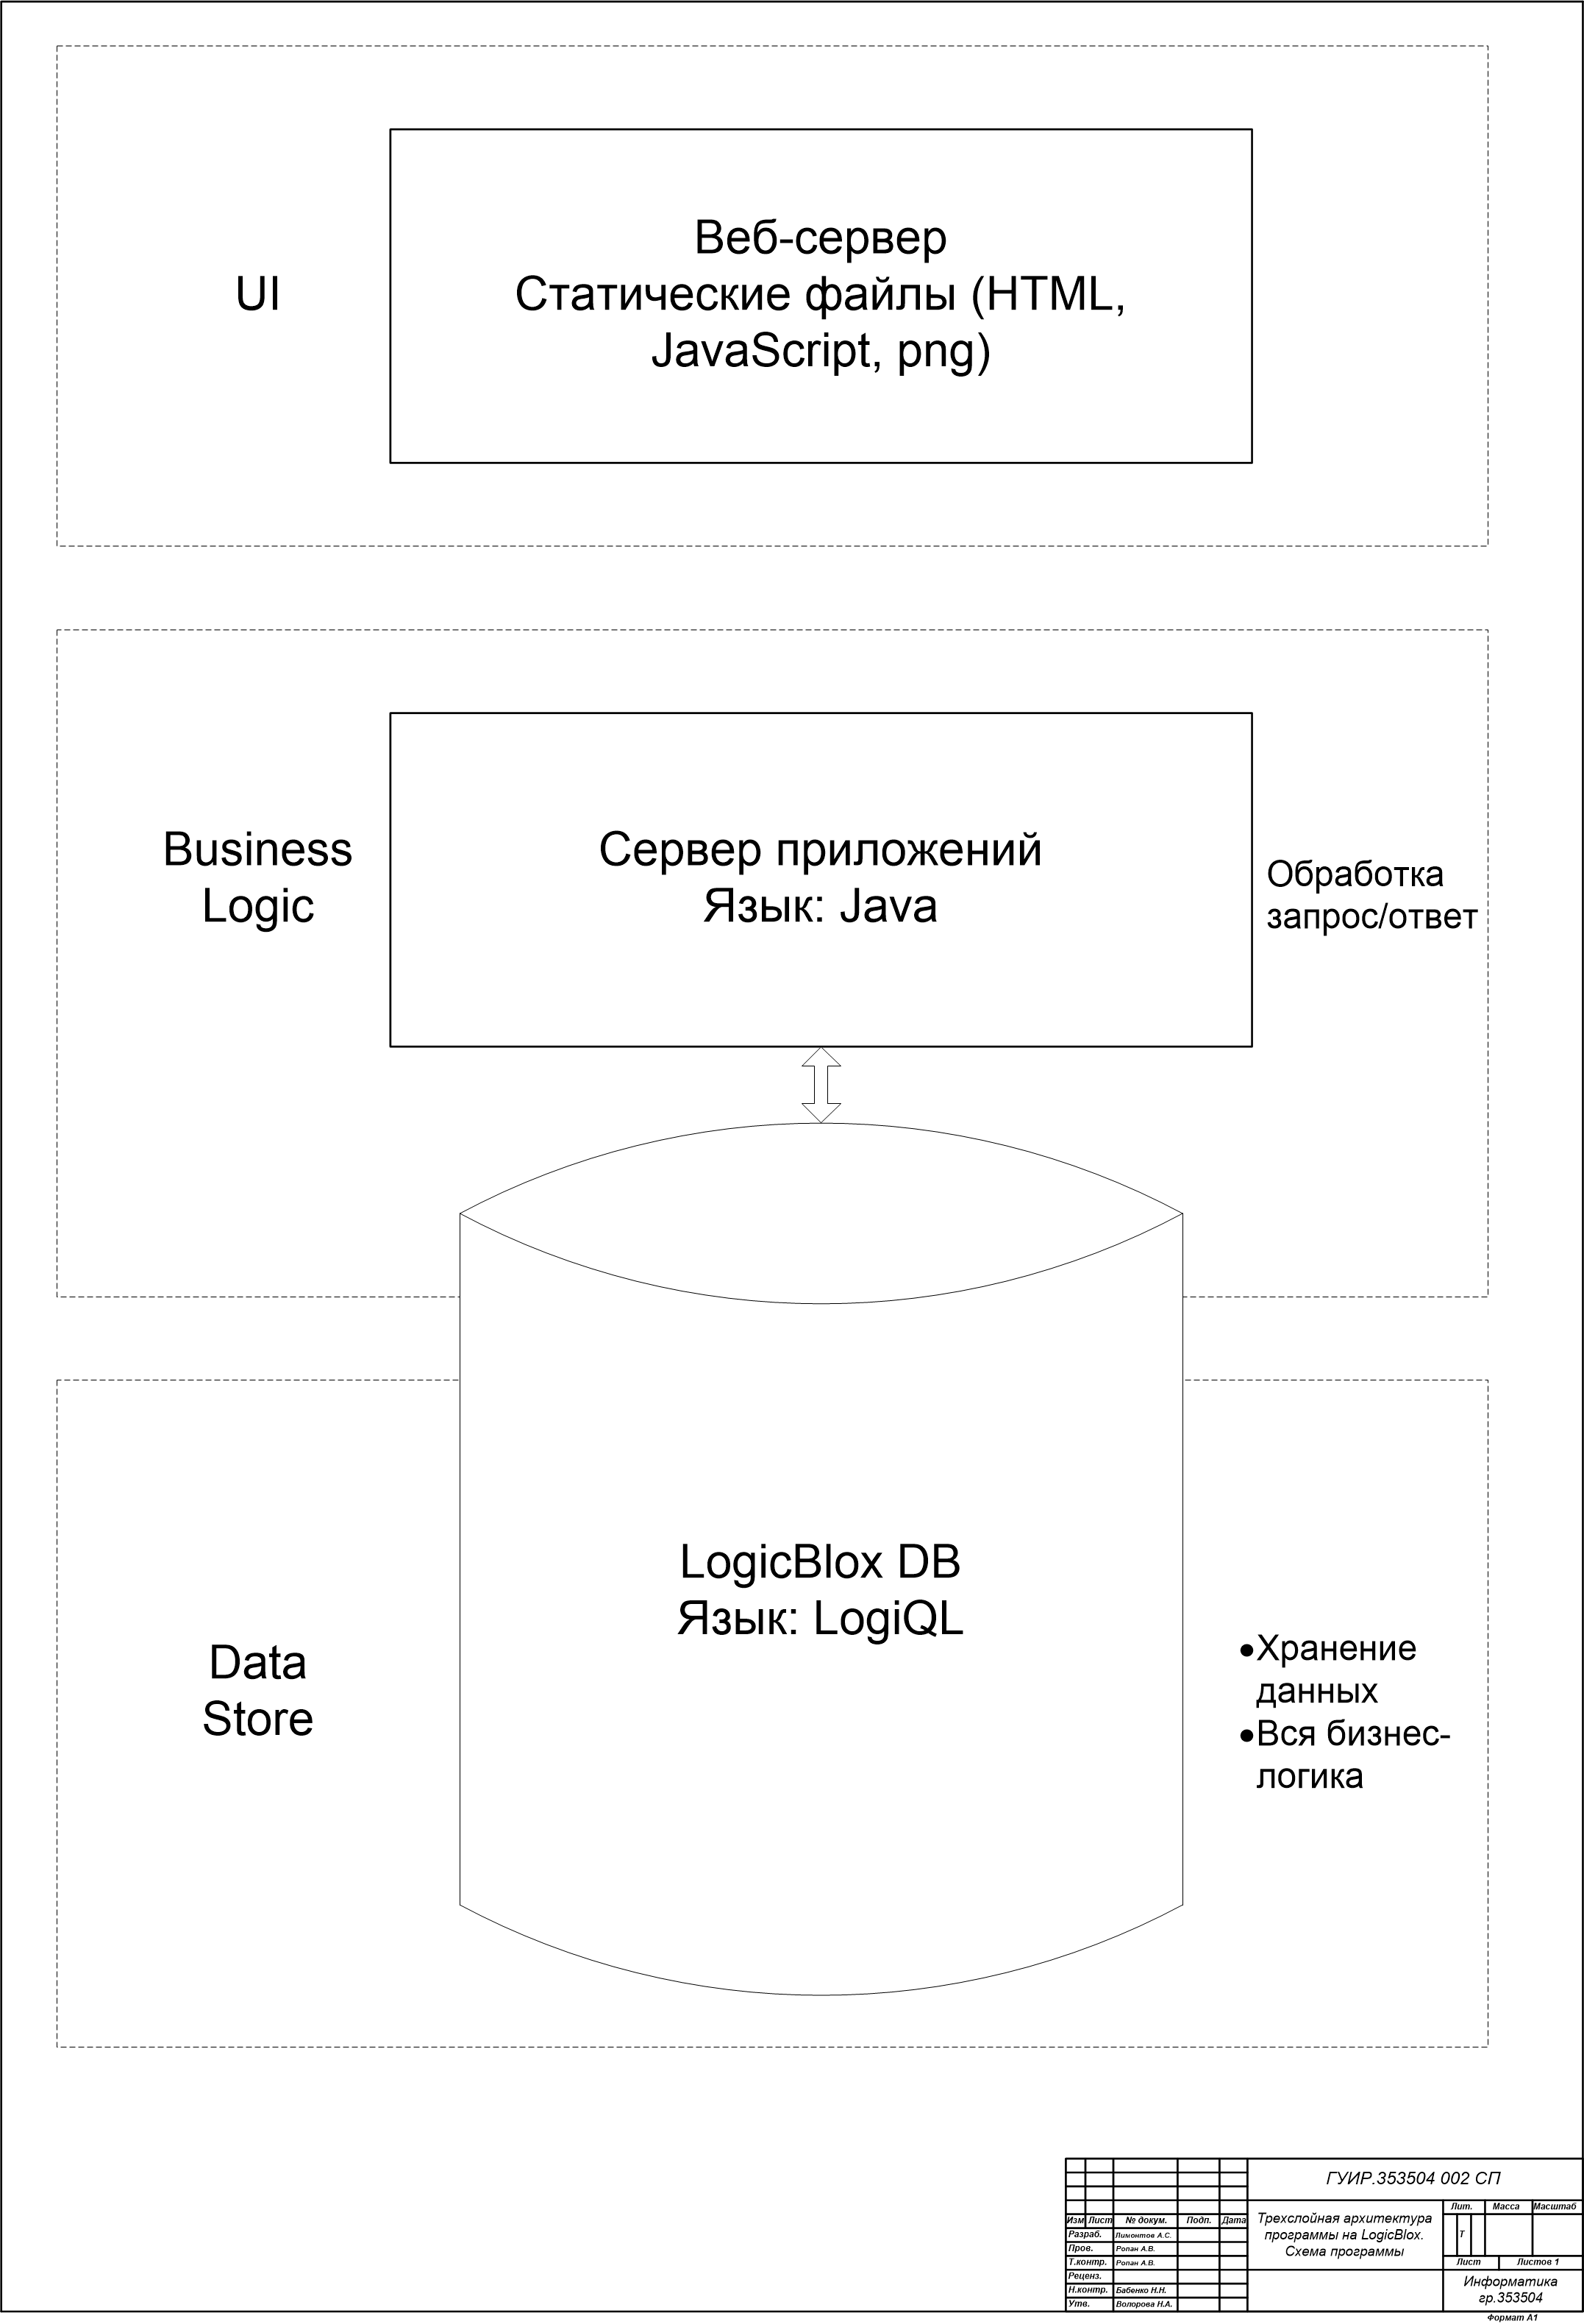 UI
Веб-сервер
Статические файлы (HTML,
JavaScript, png)
Business
Logic
Сервер приложений
Язык: Java
Обработка
запрос/ответ
LogicBlox DB
Язык: LogiQL
Data
Store
•Хранение
данных
•Вся бизнес-
логика
ГУИР.353504 002 СП
Изм Лист № докум. Подп. Дата
Разраб. Лимонтов А.С.
Пров. Ропан А.В.
Т.контр. Ропан А.В.
Реценз.
Н.контр. Бабенко Н.Н.
Утв. Волорова Н.А.
Трехслойная архитектура
программы на LogicBlox.
Схема программы
Лит. Масса Масштаб
Т
Лист Листов 1
Информатика
гр.353504
Формат А1